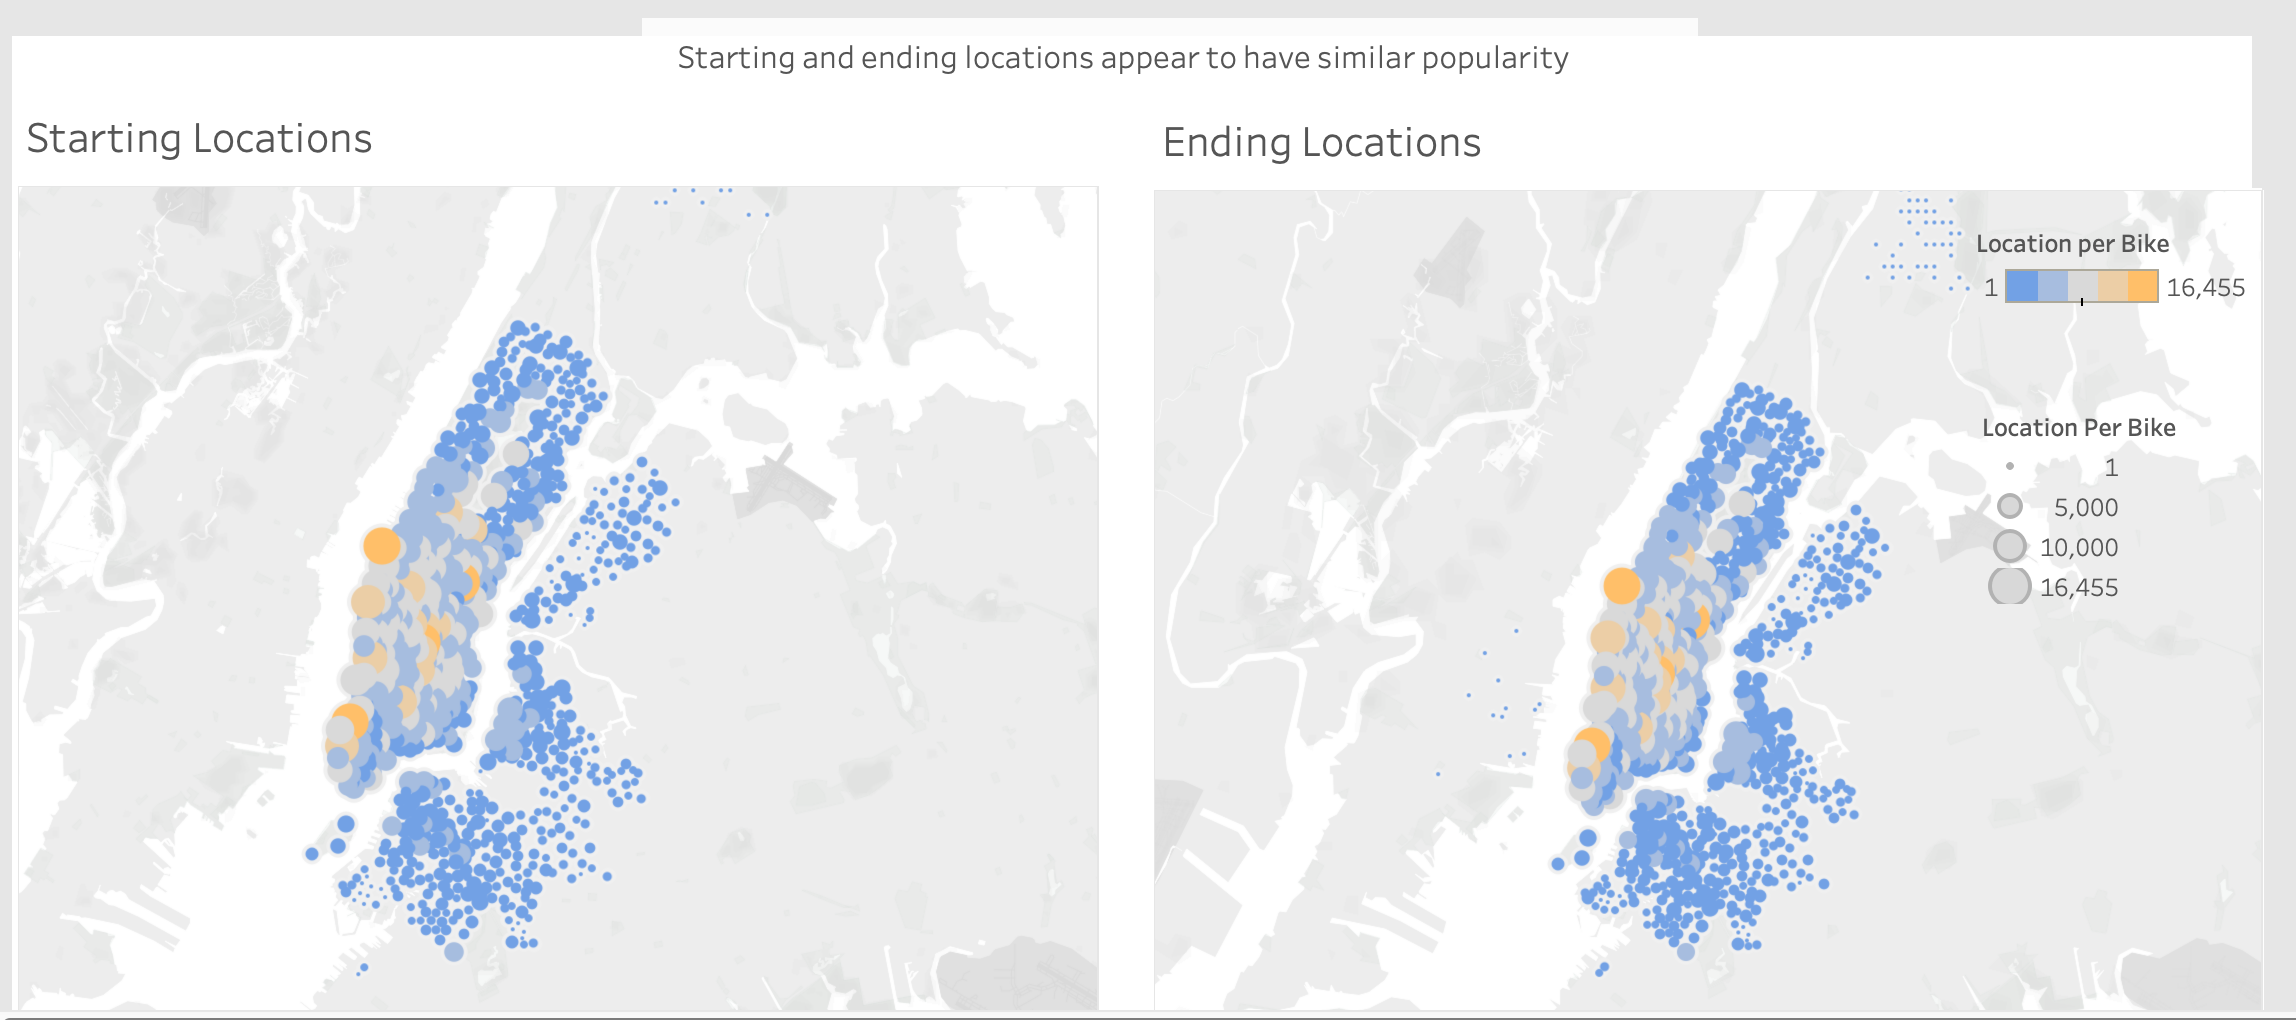 Starting and ending locations appear to have similar popularity
Starting Locations
Ending Locations
Location per Bike
1 16,455
Location Per Bike
1
5,000
10,000
16,455